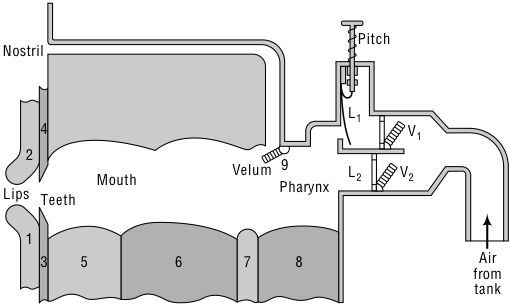 Nostril
Pitch
4
L1
V1
2
Velum 9
L2 V2
Mouth
Pharynx
Lips
Teeth
1
3 5 6 7 8
Air
from
tank